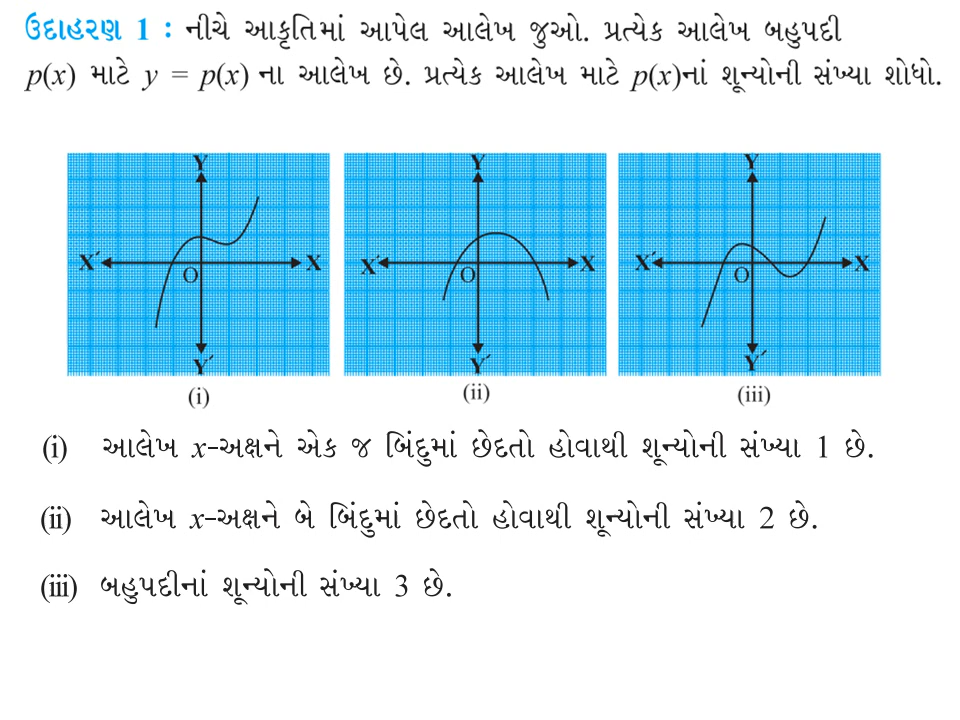 ઉદાહરણ 1 : નીચે આકૃતિમાં આપેલ આલેખ જુઓ. પ્રત્યેક આલેખ બહુપદી
p(x) માટે y = p(x) ના આલેખ છે. પ્રત્યેક આલેખ માટે p(x)નાં શૂન્યોની સંખ્યા શોધો.
Y Y Y
X′ O X X′ O X X′ O X
Y′ Y′ Y′
(i) (ii) (iii)
(i) આલેખ x-અક્ષને એક જ બિંદુમાં છેદતો હોવાથી શૂન્યોની સંખ્યા 1 છે.
(ii) આલેખ x-અક્ષને બે બિંદુમાં છેદતો હોવાથી શૂન્યોની સંખ્યા 2 છે.
(iii) બહુપદીનાં શૂન્યોની સંખ્યા 3 છે.